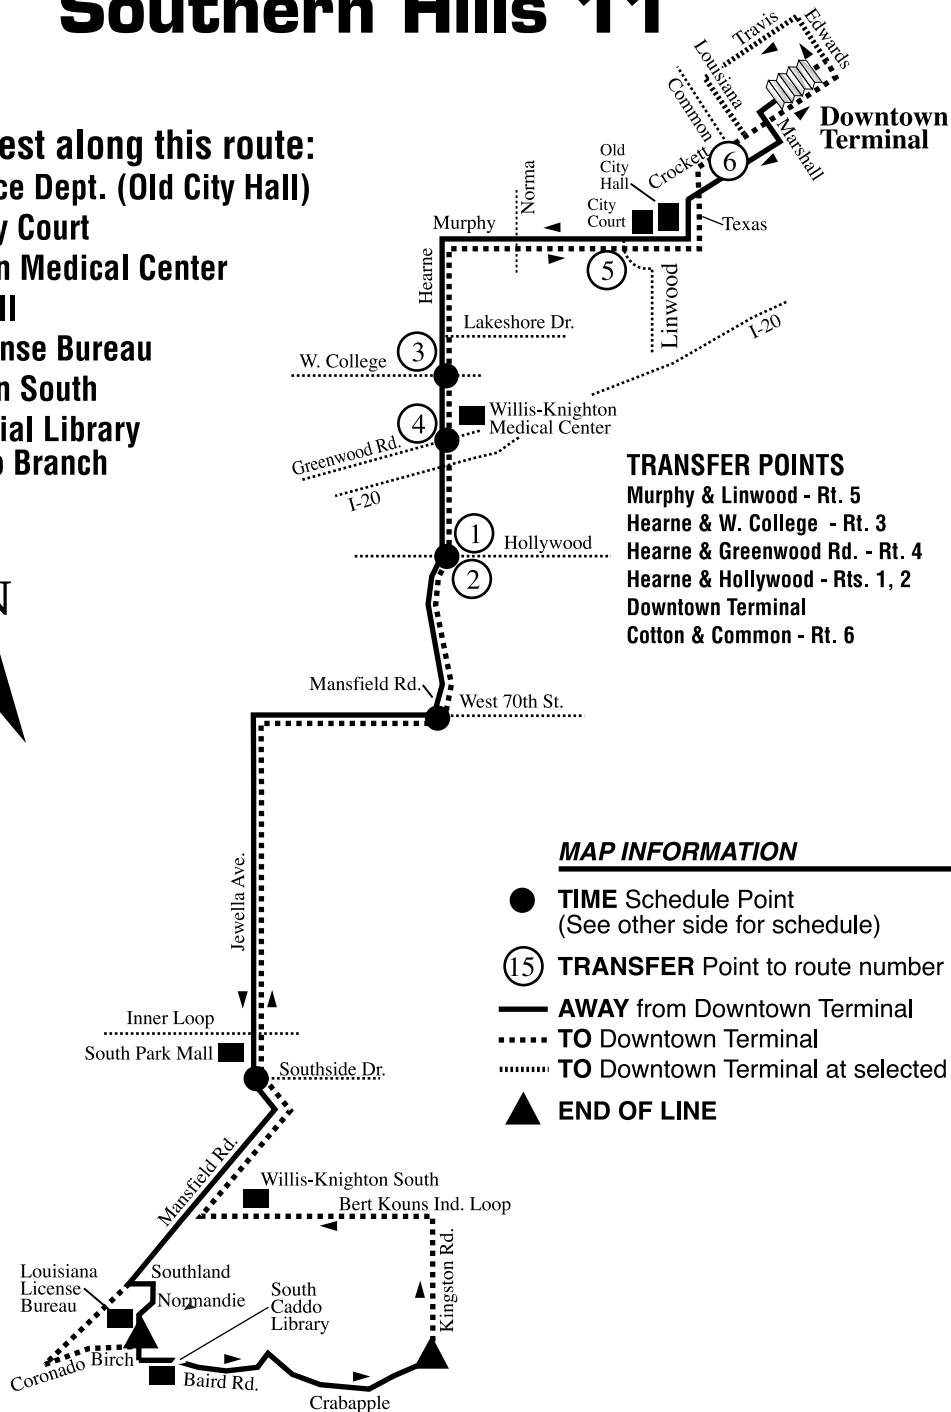 Southern Hills 11
est along this route:
ce Dept. (Old City Hall)
y Court
n Medical Center
ll
nse Bureau
n South
ial Library
o Branch
N
Travis
Edwards
Louisiana
Common
Downtown
Terminal
Marshall
Crockett
6
Old
City
Hall
City
Court
Texas
Norma
Murphy
5
Linwood
Hearne
Lakeshore Dr.
I-20
W. College
3
4
Willis-Knighton
Medical Center
Greenwood Rd.
I-20
1
Hollywood
2
TRANSFER POINTS
Murphy & Linwood - Rt. 5
Hearne & W. College - Rt. 3
Hearne & Greenwood Rd. - Rt. 4
Hearne & Hollywood - Rts. 1, 2
Downtown Terminal
Cotton & Common - Rt. 6
Mansfield Rd.
West 70th St.
Jewella Ave.
MAP INFORMATION
TIME Schedule Point
(See other side for schedule)
15 TRANSFER Point to route number
AWAY from Downtown Terminal
TO Downtown Terminal
TO Downtown Terminal at selected
END OF LINE
Inner Loop
South Park Mall
Southside Dr.
Mansfield Rd.
Willis-Knighton South
Bert Kouns Ind. Loop
Kingston Rd.
Louisiana
License
Bureau
Southland
Normandie
South
Caddo
Library
Coronado
Birch
Baird Rd.
Crabapple